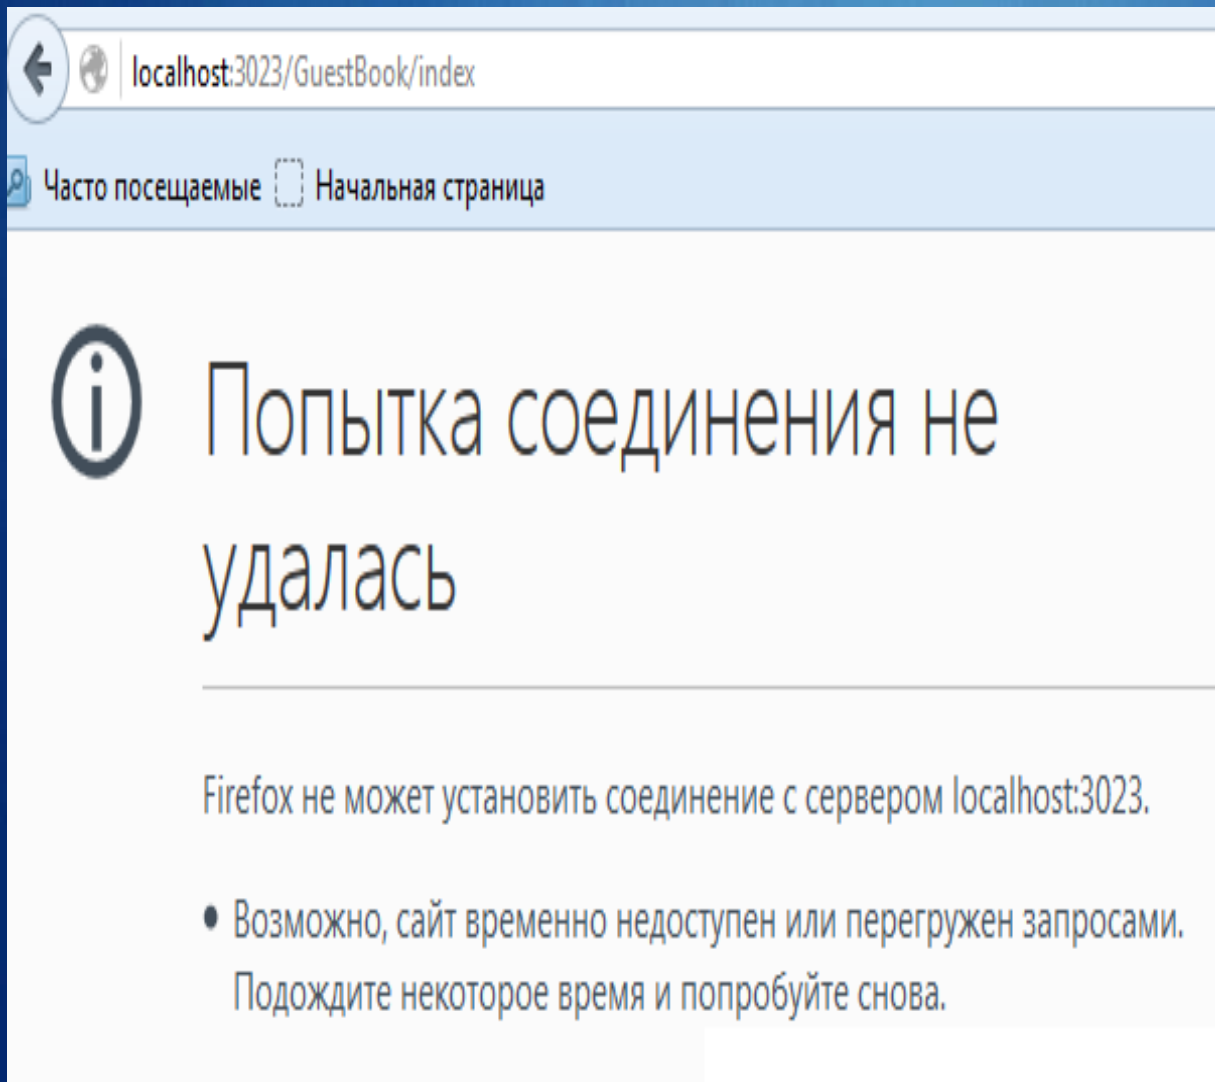 localhost:3023/GuestBook/index
Часто посещаемые Начальная страница
Попытка соединения не
удалась
Firefox не может установить соединение с сервером localhost:3023.
• Возможно, сайт временно недоступен или перегружен запросами.
Подождите некоторое время и попробуйте снова.